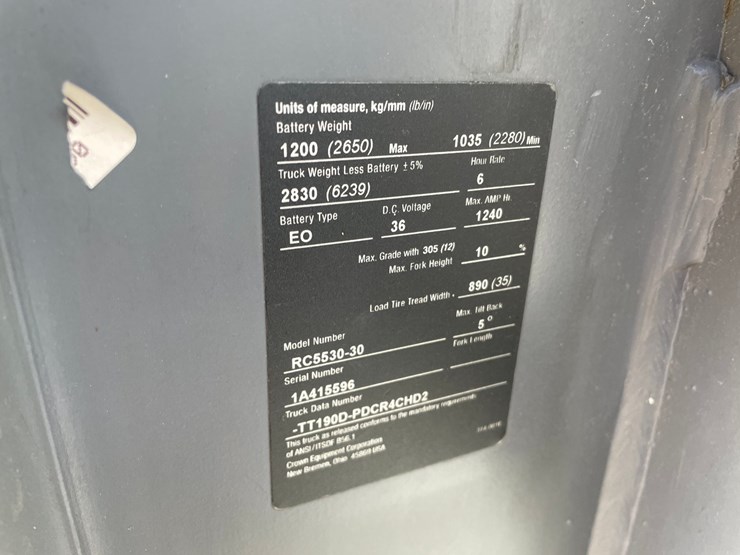 Units of measure, kg/mm (lb/in)
Battery Weight
1200 (2650) Max 1035 (2280) Min
Truck Weight Less Battery ± 5% Hour Rate
2830 (6239) 6
Battery Type D.C. Voltage Max. AMP Hr.
EO 36 1240
Max. Grade with 305 (12)
Max. Fork Height 10 %
Load Tire Tread Width - 890 (35)
Max. Tilt Back
5°
Model Number Fork Length
RC5530-30
Serial Number
1A415596
Truck Data Number
-TT190D-PDCR4CHD2
This truck as released conforms to the mandatory requirements
of ANSI/ITSDF B56.1
Crown Equipment Corporation
New Bremen, Ohio 45869 USA